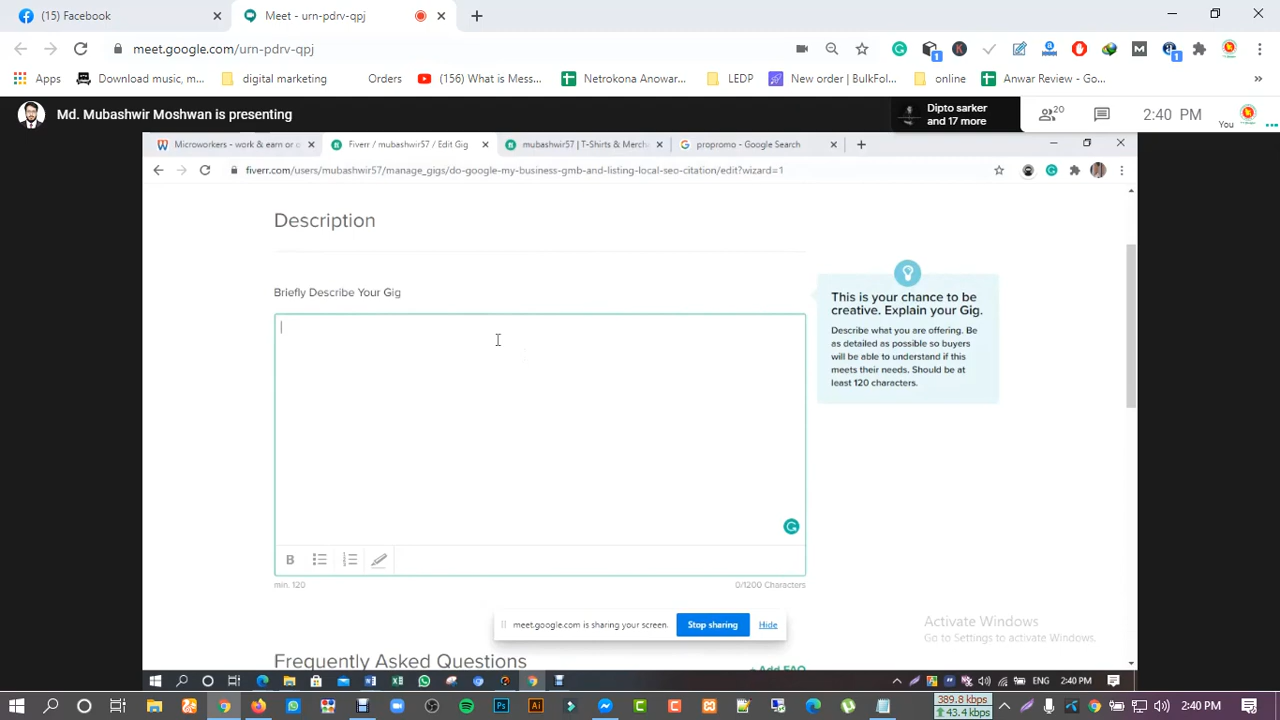 (15) Facebook
Meet - urn-pdrv-qpj
meet.google.com/urn-pdrv-qpj
Apps
Download music, m...
digital marketing
Orders
(156) What is Mess...
Netrokona Anowar...
LEDP
New order | BulkFol...
online
Anwar Review - Go...
Md. Mubashwir Moshwan is presenting
Dipto sarker
and 17 more
20
2:40 PM
You
Microworkers - work & earn or u
Fiverr / mubashwir57 / Edit Gig
mubashwir57 | T-Shirts & Merch
propromo - Google Search
fiverr.com/users/mubashwir57/manage_gigs/do-google-my-business-gmb-and-listing-local-seo-citation/edit?wizard=1
Description
Briefly Describe Your Gig
This is your chance to be
creative. Explain your Gig.
Describe what you are offering. Be
as detailed as possible so buyers
will be able to understand if this
meets their needs. Should be at
least 120 characters.
B
min. 120
0/1200 Characters
meet.google.com is sharing your screen.
Stop sharing
Hide
Activate Windows
Go to Settings to activate Windows.
Frequently Asked Questions
+ Add FAQ
ENG
2:40 PM
389.8 kbps
43.4 kbps
2:40 PM